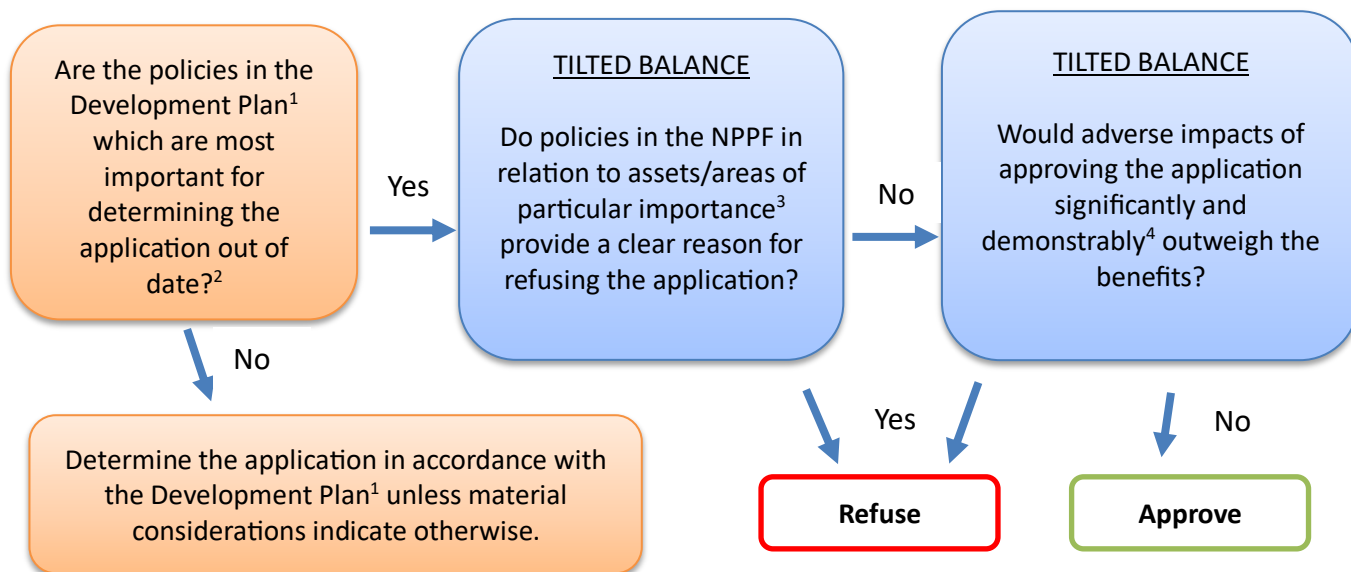 Are the policies in the
Development Plan¹
which are most
important for
determining the
application out of
date?²
Yes
TILTED BALANCE
Do policies in the NPPF in
relation to assets/areas of
particular importance³
provide a clear reason for
refusing the application?
No
TILTED BALANCE
Would adverse impacts of
approving the application
significantly and
demonstrably⁴ outweigh the
benefits?
No
Determine the application in accordance with
the Development Plan¹ unless material
considerations indicate otherwise.
Yes
Refuse
No
Approve